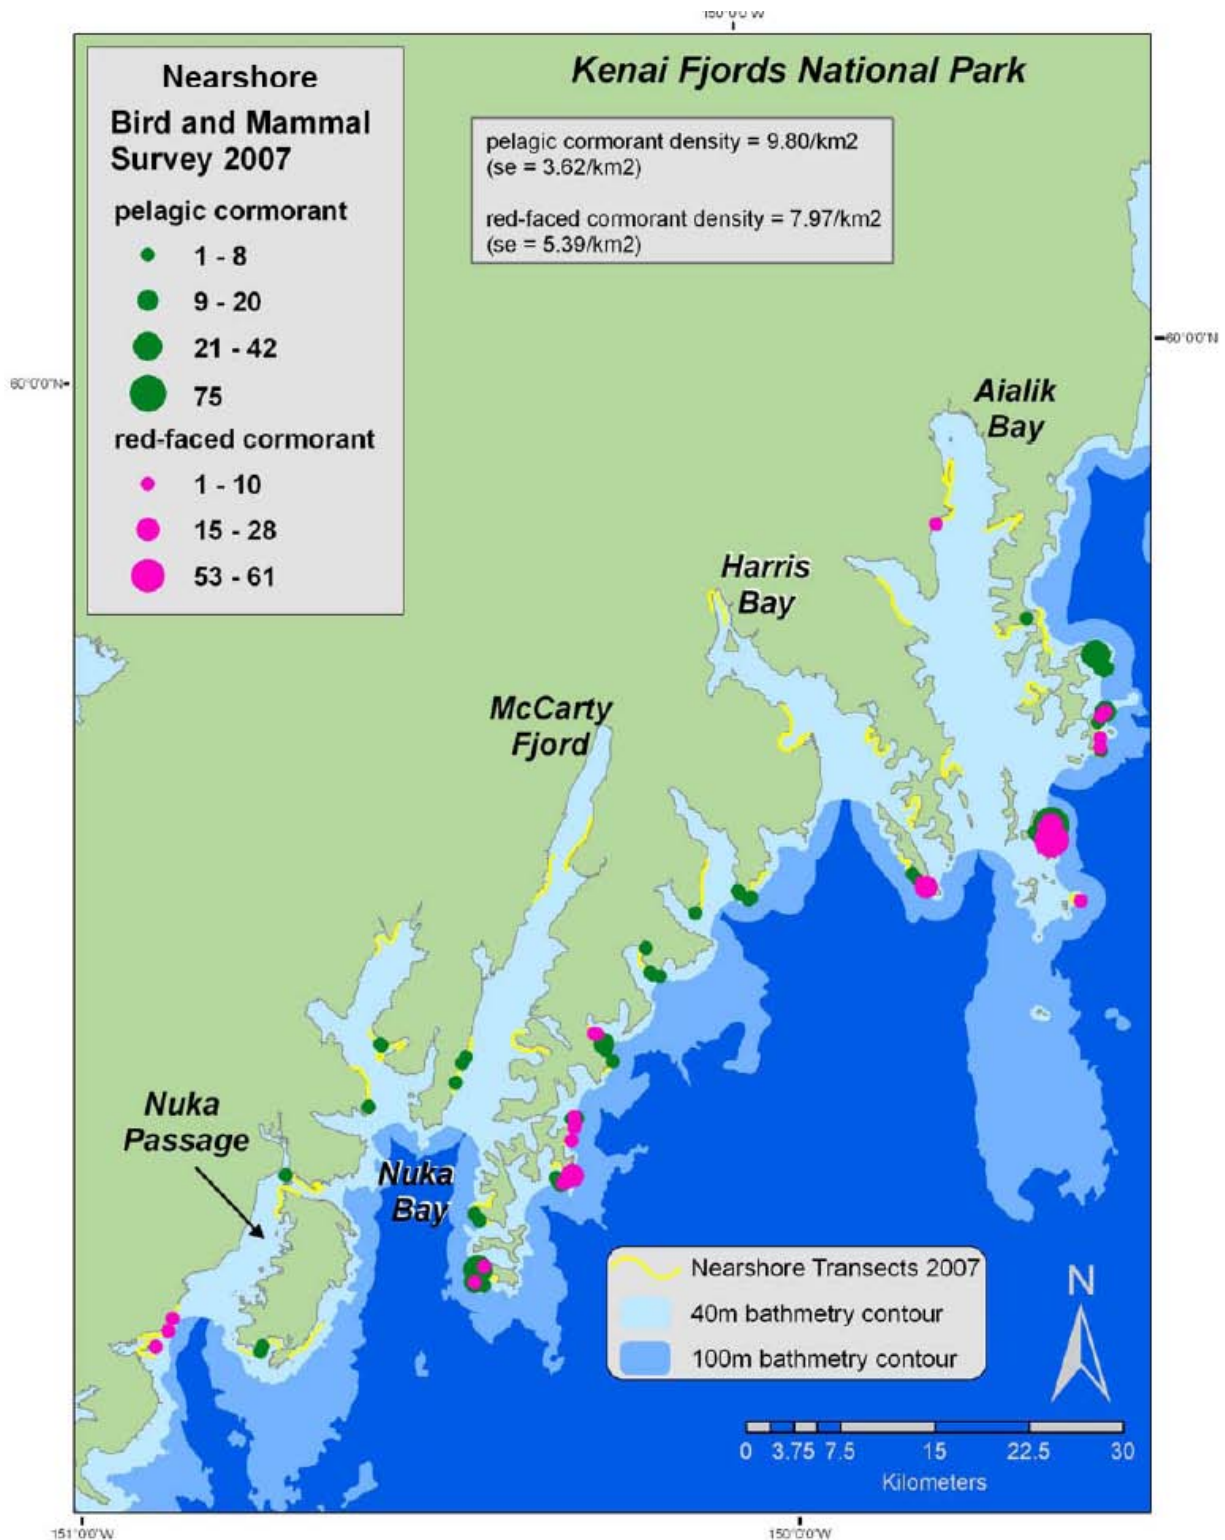 150°0'0"W
Kenai Fjords National Park
Nearshore
Bird and Mammal
Survey 2007
pelagic cormorant
1 - 8
9 - 20
21 - 42
75
red-faced cormorant
1 - 10
15 - 28
53 - 61
pelagic cormorant density = 9.80/km2
(se = 3.62/km2)
red-faced cormorant density = 7.97/km2
(se = 5.39/km2)
60°0'0"N
60°0'0"N
Aialik
Bay
Harris
Bay
McCarty
Fjord
Nuka
Passage
Nuka
Bay
Nearshore Transects 2007
40m bathmetry contour
100m bathmetry contour
N
0 3.75 7.5 15 22.5 30
Kilometers
151°0'0"W
150°0'0"W